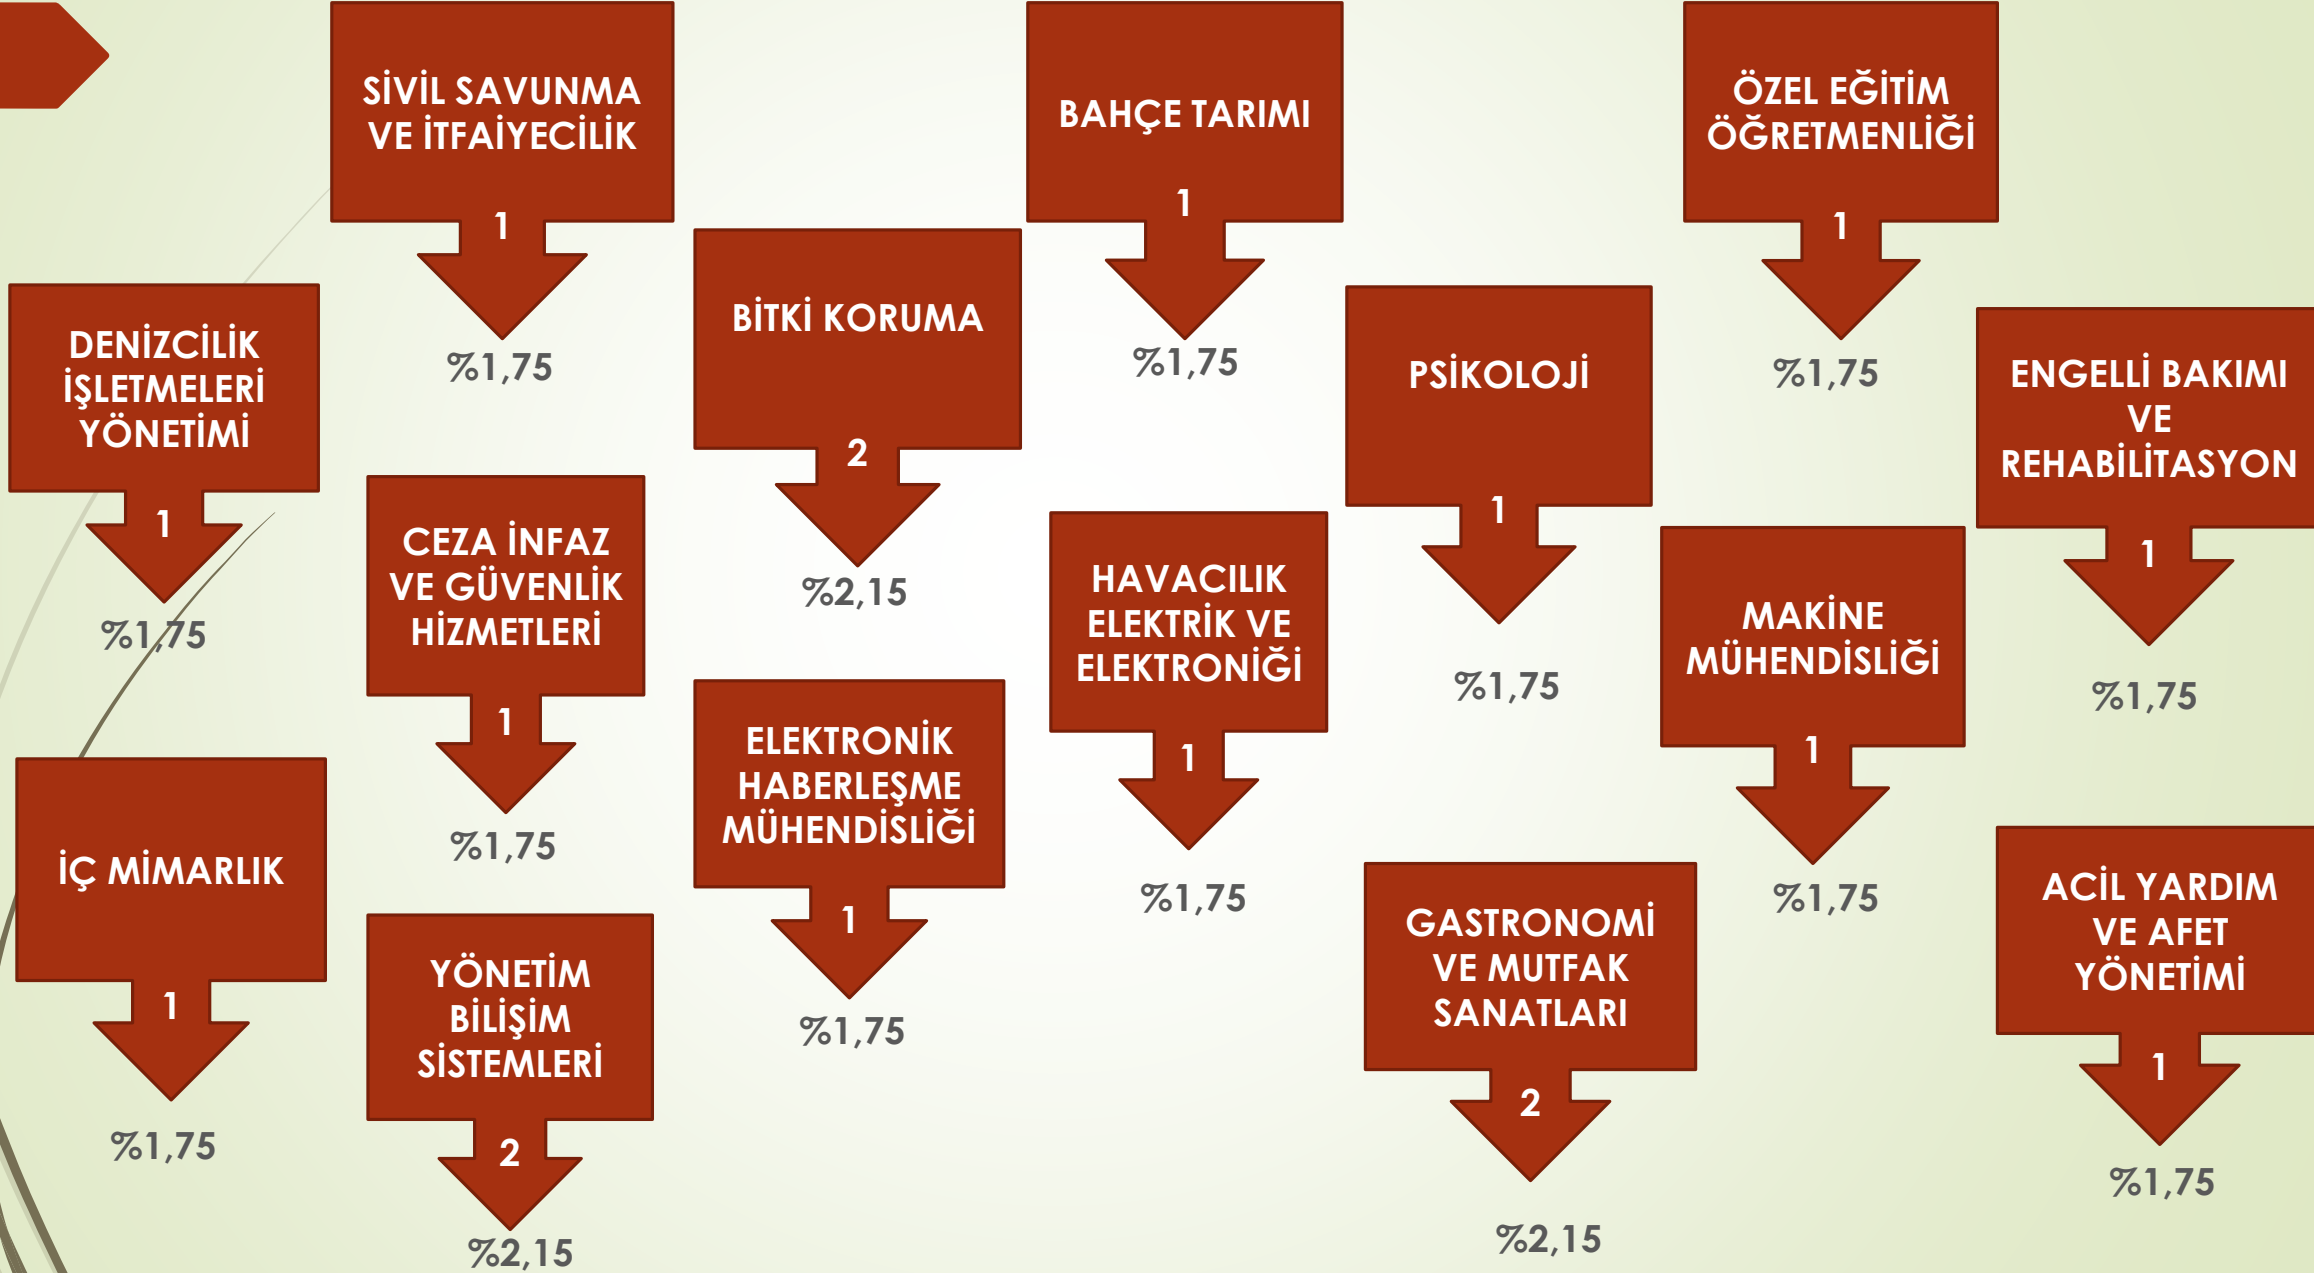 SİVİL SAVUNMA
VE İTFAİYECİLİK
1
%1,75
BAHÇE TARIMI
1
%1,75
ÖZEL EĞİTİM
ÖĞRETMENLİĞİ
1
%1,75
DENİZCİLİK
İŞLETMELERİ
YÖNETİMİ
1
%1,75
BİTKİ KORUMA
2
%2,15
PSİKOLOJİ
1
%1,75
ENGELLİ BAKIMI
VE
REHABİLİTASYON
1
%1,75
CEZA İNFAZ
VE GÜVENLİK
HİZMETLERİ
1
%1,75
HAVACILIK
ELEKTRİK VE
ELEKTRONİĞİ
1
%1,75
MAKİNE
MÜHENDİSLİĞİ
1
%1,75
ELEKTRONİK
HABERLEŞME
MÜHENDİSLİĞİ
1
%1,75
İÇ MİMARLIK
1
%1,75
YÖNETİM
BİLİŞİM
SİSTEMLERİ
2
%2,15
GASTRONOMİ
VE MUTFAK
SANATLARI
2
%2,15
ACİL YARDIM
VE AFET
YÖNETİMİ
1
%1,75